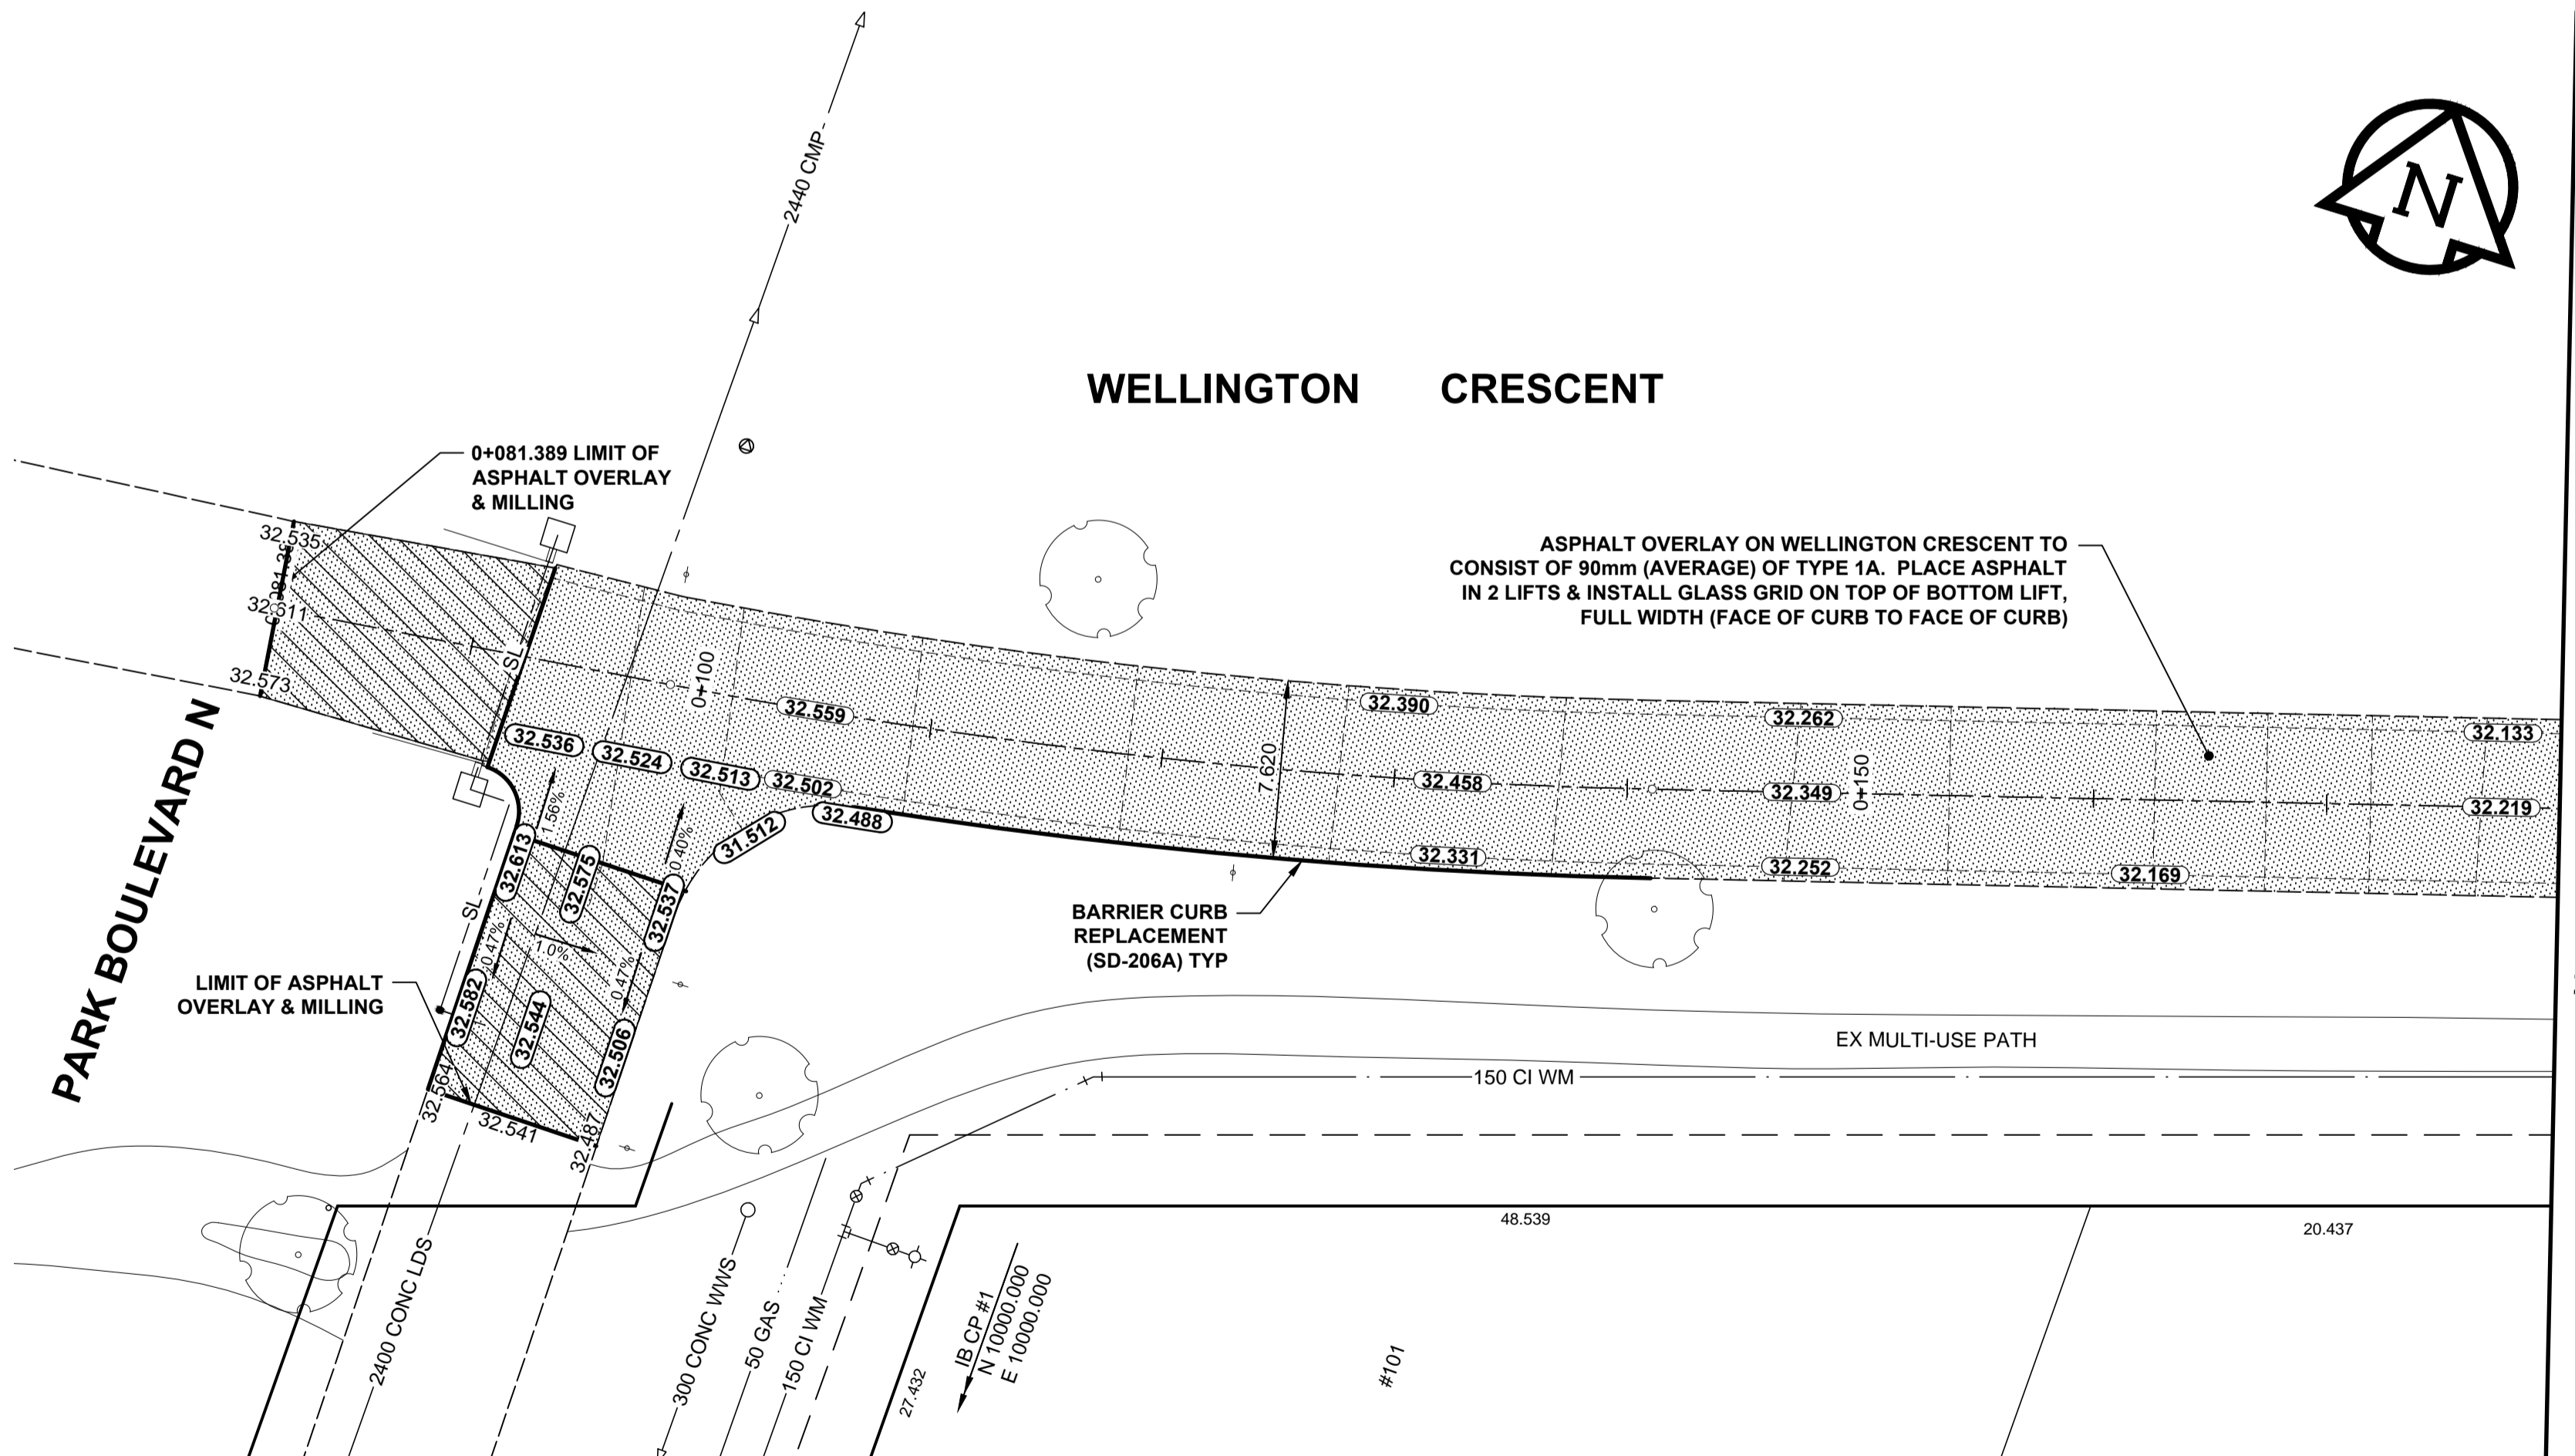 2440 CMP
N
WELLINGTON CRESCENT
0+081.389 LIMIT OF
ASPHALT OVERLAY
& MILLING
ASPHALT OVERLAY ON WELLINGTON CRESCENT TO
CONSIST OF 90mm (AVERAGE) OF TYPE 1A. PLACE ASPHALT
IN 2 LIFTS & INSTALL GLASS GRID ON TOP OF BOTTOM LIFT,
FULL WIDTH (FACE OF CURB TO FACE OF CURB)
32.535
32.611
32.573
SL
0+100
32.559
32.390
32.262
32.133
32.536
32.524
32.513
32.502
7.620
32.458
32.349
0+150
32.219
1.56%
32.488
31.512
0.40%
32.331
32.252
32.169
32.613
32.575
32.537
PARK BOULEVARD N
SL
0.47%
1.0%
0.47%
BARRIER CURB
REPLACEMENT
(SD-206A) TYP
LIMIT OF ASPHALT
OVERLAY & MILLING
32.582
32.544
32.506
EX MULTI-USE PATH
150 CI WM
32.564
32.541
32.487
48.539
20.437
2400 CONC LDS
300 CONC WWS
50 GAS
150 CI WM
27.432
IB CP #1
N 10000.000
E 10000.000
#101